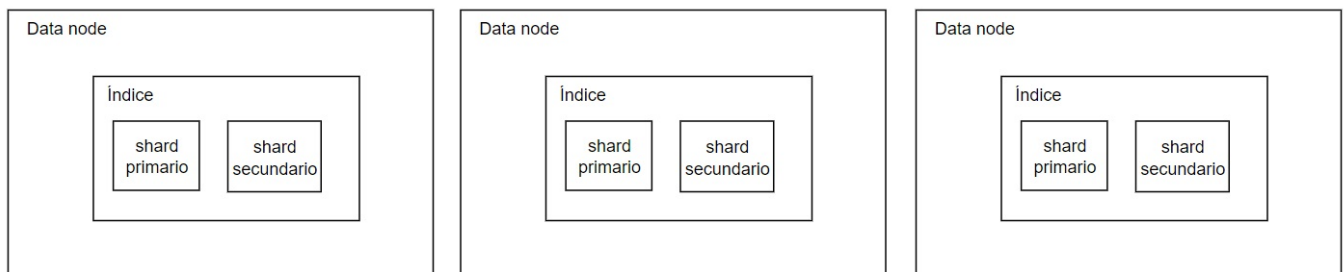 Data node
Índice
shard
primario
shard
secundario
Data node
Índice
shard
primario
shard
secundario
Data node
Índice
shard
primario
shard
secundario